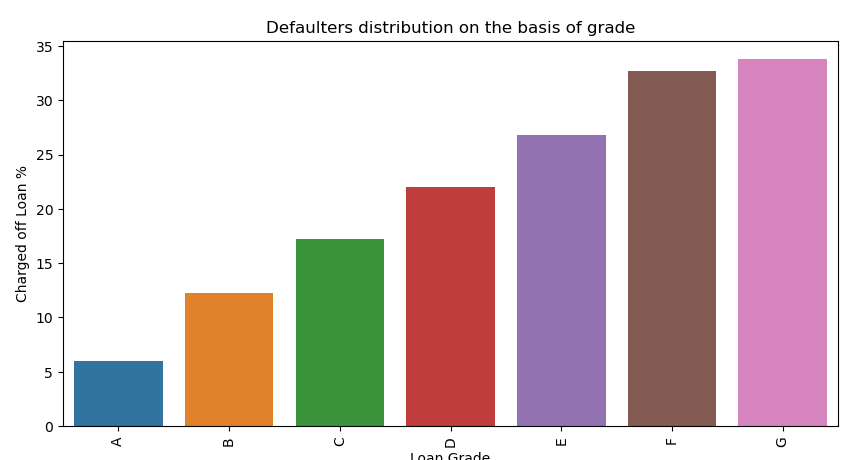 Defaulters distribution on the basis of grade
Charged off Loan %
35
30
25
20
15
10
5
0
A
B
C
D
E
F
G
Loan Grade